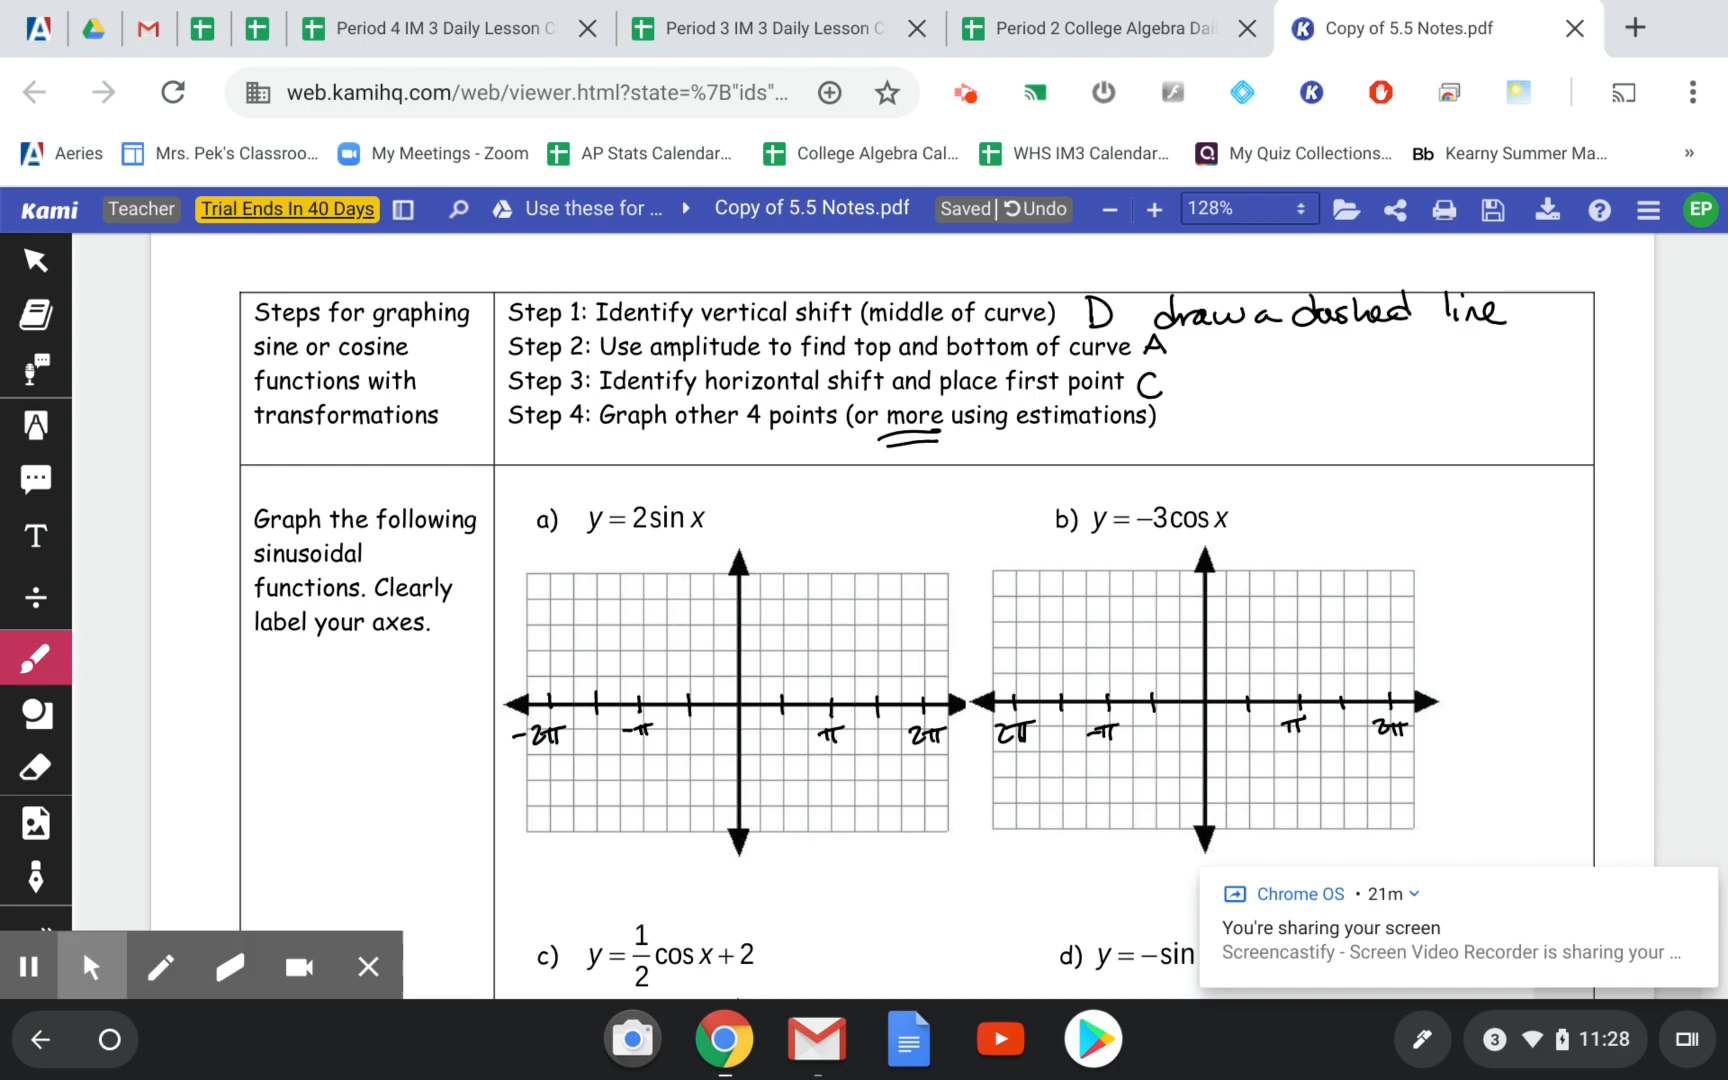 Period 4 IM 3 Daily Lesson C
Period 3 IM 3 Daily Lesson C
Period 2 College Algebra Dai
Copy of 5.5 Notes.pdf
web.kamihq.com/web/viewer.html?state=%7B"ids"...
Aeries
Mrs. Pek's Classroo...
My Meetings - Zoom
AP Stats Calendar...
College Algebra Cal...
WHS IM3 Calendar...
My Quiz Collections...
Bb Kearny Summer Ma...
»
Kami
Teacher
Trial Ends In 40 Days
Use these for ...
Copy of 5.5 Notes.pdf
Saved | Undo
128%
EP
Steps for graphing
sine or cosine
functions with
transformations
Step 1: Identify vertical shift (middle of curve) D draw a dashed line
Step 2: Use amplitude to find top and bottom of curve A
Step 3: Identify horizontal shift and place first point C
Step 4: Graph other 4 points (or more using estimations)
Graph the following
sinusoidal
functions. Clearly
label your axes.
a) y = 2 sin x
-2π -π π 2π
b) y = -3 cos x
2π -π π 2π
c) y = 1/2 cos x + 2
d) y = - sin
Chrome OS • 21m
You're sharing your screen
Screencastify - Screen Video Recorder is sharing your ...
3
11:28